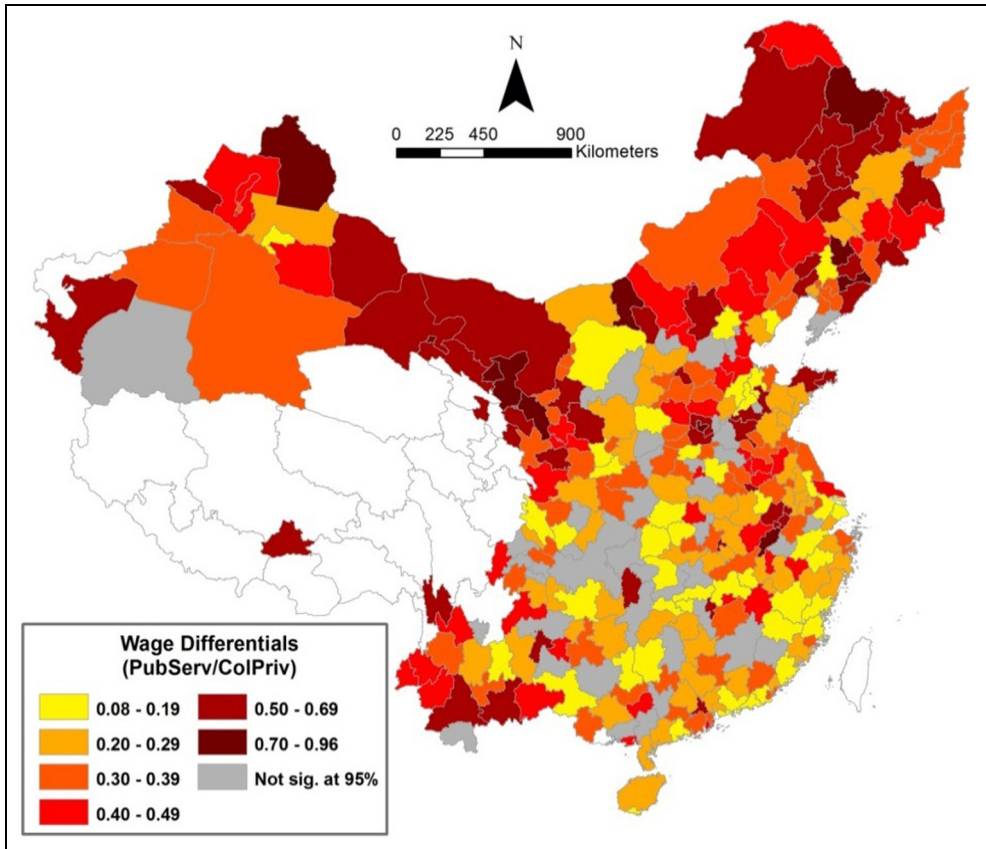 N
0 225 450 900
Kilometers
Wage Differentials
(PubServ/ColPriv)
0.08 - 0.19
0.20 - 0.29
0.30 - 0.39
0.40 - 0.49
0.50 - 0.69
0.70 - 0.96
Not sig. at 95%